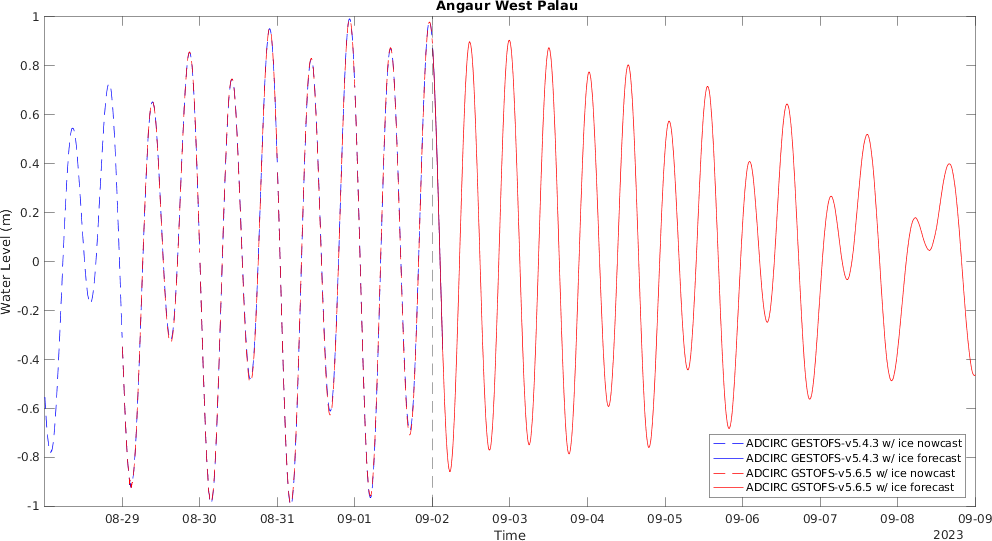 Angaur West Palau
Water Level (m)
1
0.8
0.6
0.4
0.2
0
-0.2
-0.4
-0.6
-0.8
-1
ADCIRC GESTOFS-v5.4.3 w/ ice nowcast
ADCIRC GESTOFS-v5.4.3 w/ ice forecast
ADCIRC GSTOFS-v5.6.5 w/ ice nowcast
ADCIRC GSTOFS-v5.6.5 w/ ice forecast
08-29 08-30 08-31 09-01 09-02 09-03 09-04 09-05 09-06 09-07 09-08 09-09
Time
2023